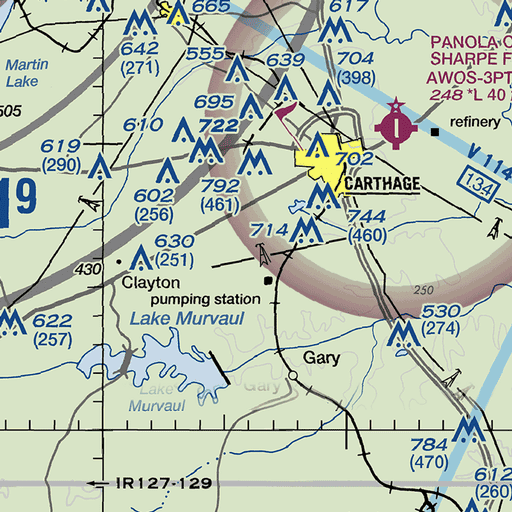 665
617
642
(271)
Martin
Lake
555
639
704
(398)
PANOLA C
SHARPE F
AWOS-3PT
248 *L 40
505
695
refinery
610
722
619
(290)
702
V 114
134
CARTHAGE
792
(461)
602
(256)
19
744
(460)
714
630
(251)
430
Clayton
pumping station
250
622
(257)
Lake Murvaul
530
(274)
Gary
Lake
Murvaul
Gary
784
(470)
612
(260)
IR127-129